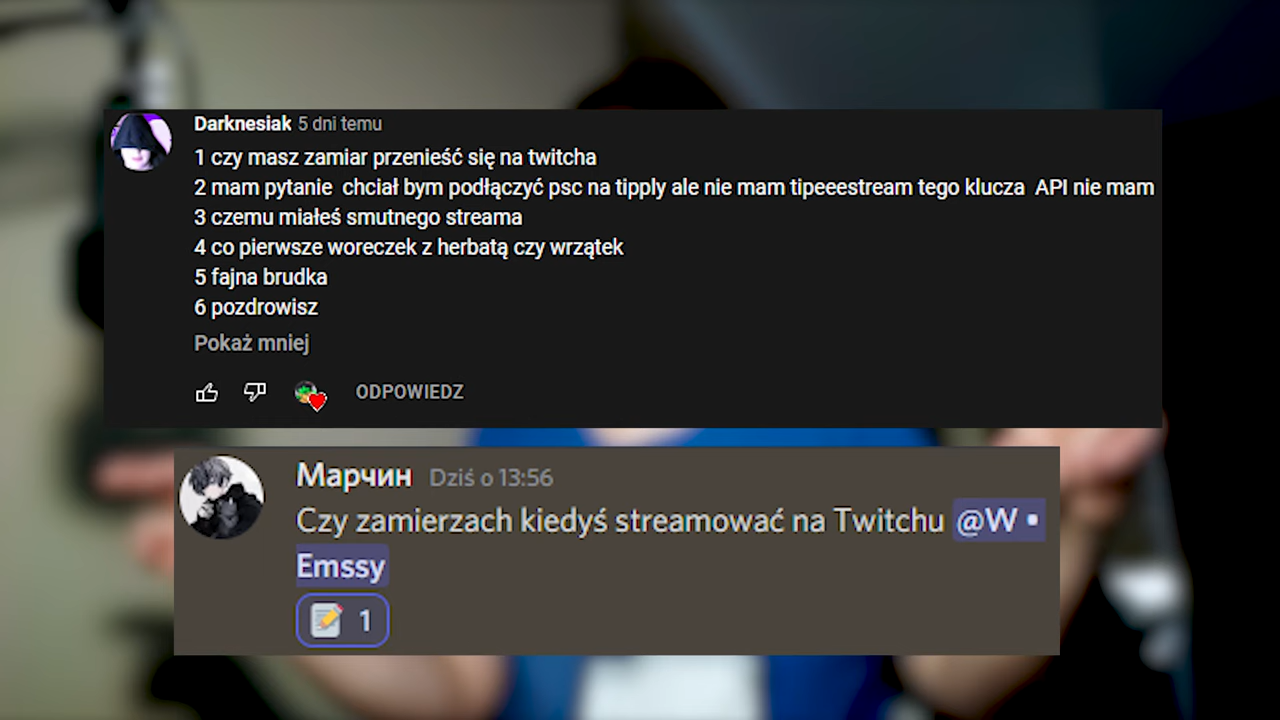 Darknesiak 5 dni temu
1 czy masz zamiar przenieść się na twitcha
2 mam pytanie  chciał bym podłączyć psc na tipply ale nie mam tipeeestream tego klucza  API nie mam
3 czemu miałeś smutnego streama
4 co pierwsze woreczek z herbatą czy wrzątek
5 fajna brudka
6 pozdrowisz
Pokaż mniej
ODPOWIEDZ
Марчин Dziś o 13:56
Czy zamierzach kiedyś streamować na Twitchu @W •
Emssy
1